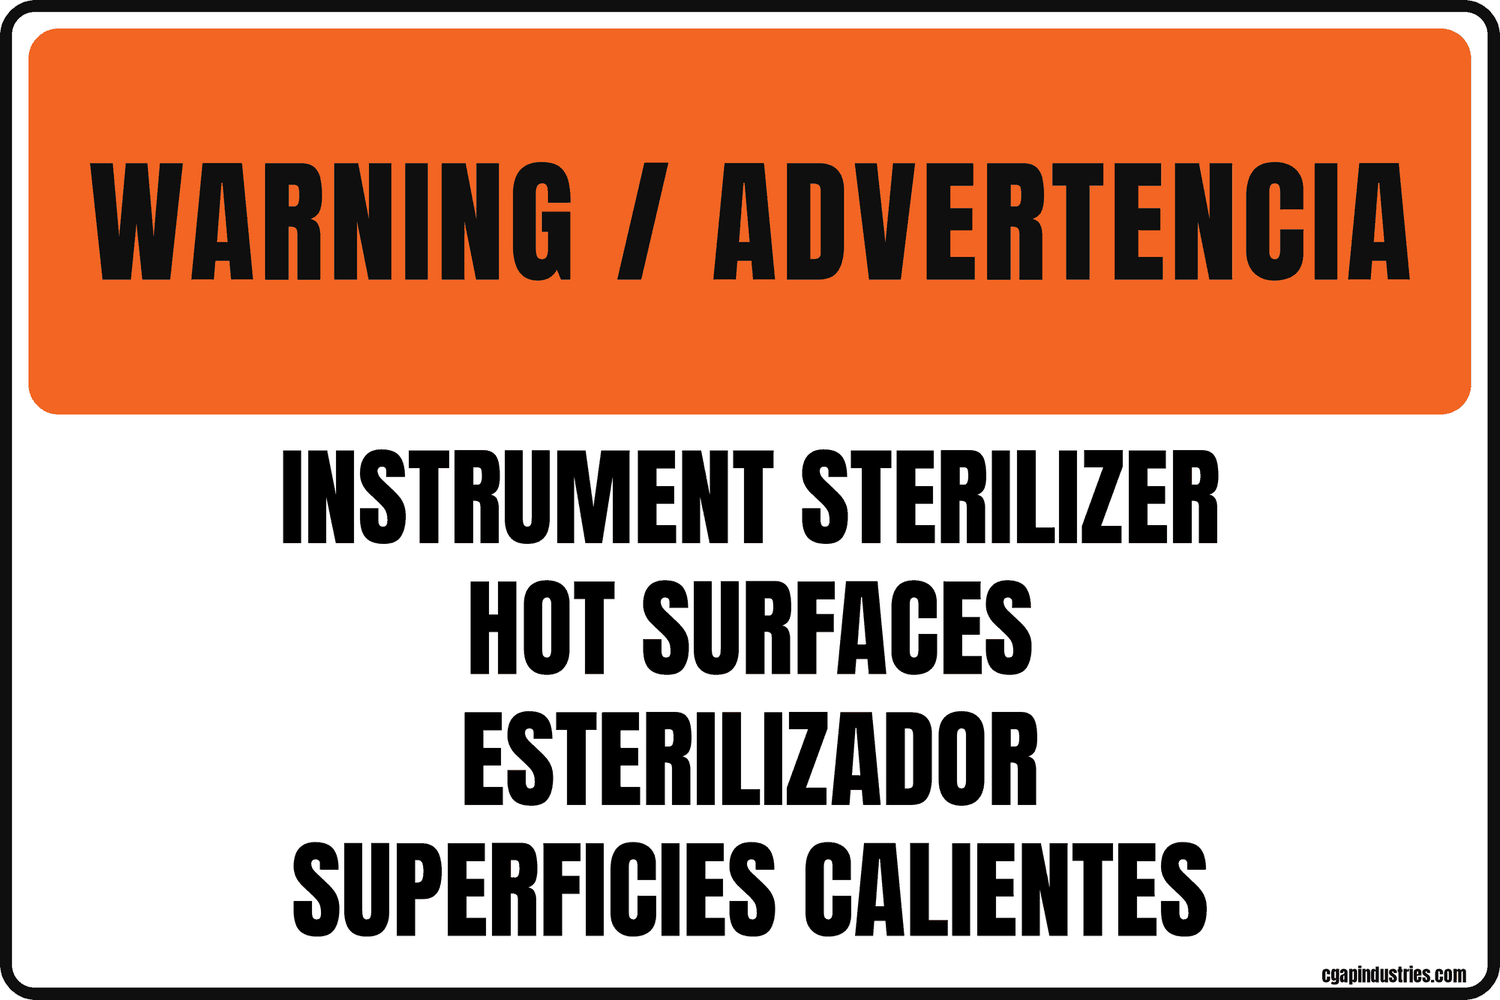 WARNING / ADVERTENCIA
INSTRUMENT STERILIZER
HOT SURFACES
ESTERILIZADOR
SUPERFICIES CALIENTES
cgapindustries.com